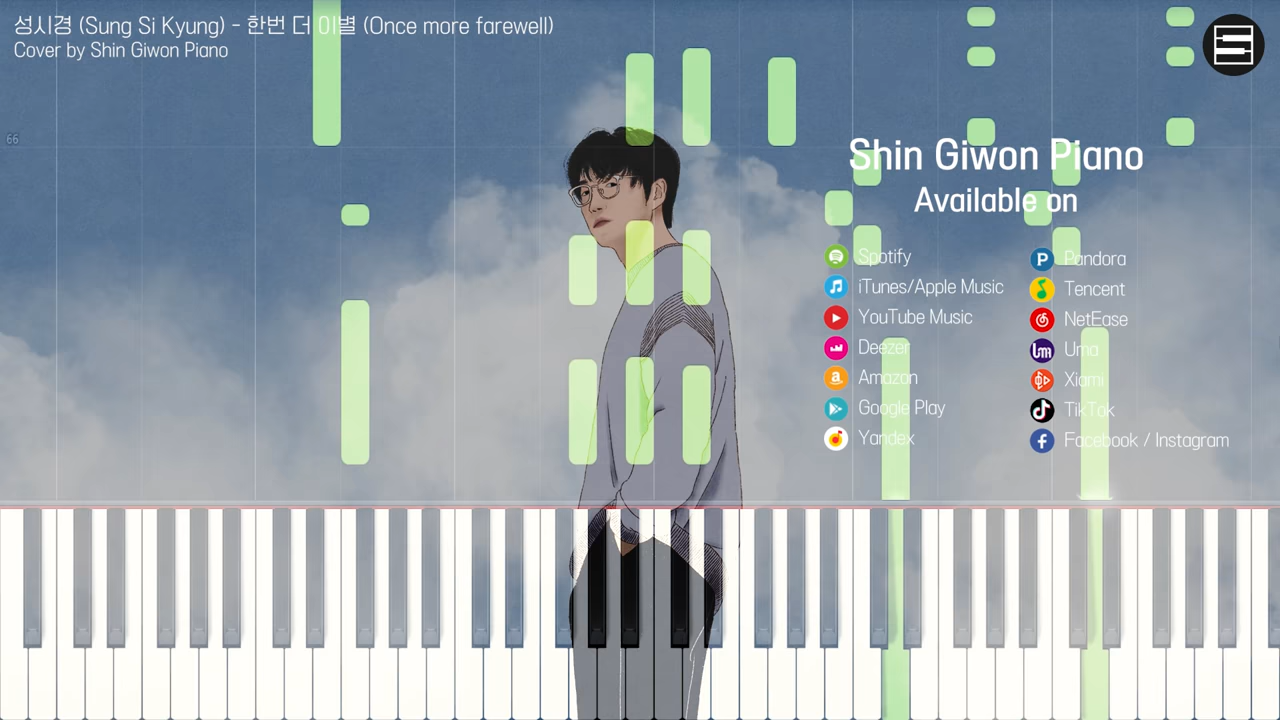 성시경 (Sung Si Kyung) - 한번 더 이별 (Once more farewell)
Cover by Shin Giwon Piano
66
Shin Giwon Piano
Available on
Spotify
iTunes/Apple Music
YouTube Music
Deezer
Amazon
Google Play
Yandex
Pandora
Tencent
NetEase
Uma
Xiami
TikTok
Facebook / Instagram